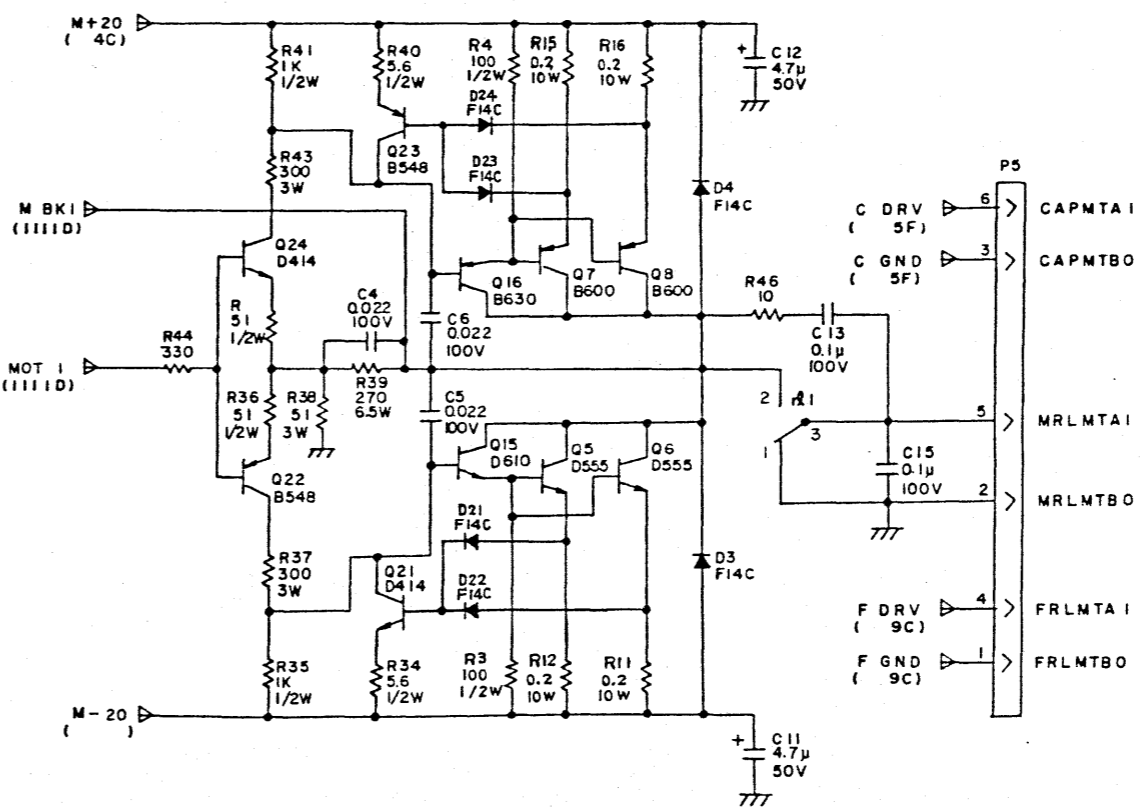 M+20
( 4C)
R41
1K
1/2W
R40
5.6
1/2W
R4
100
1/2W
R15
0.2
10W
R16
0.2
10W
+
C12
4.7μ
50V
D24
F14C
Q23
B548
D23
F14C
R43
300
3W
M BK1
(1111D)
D4
F14C
P5
C DRV
( 5F)
6
>
CAPMTA1
C GND
( 5F)
3
>
CAPMTB0
Q24
D414
Q16
B630
Q7
B600
Q8
B600
R
51
1/2W
C4
0.022
100V
C6
0.022
100V
R46
10
C13
0.1μ
100V
R44
330
MOT 1
(1111D)
R36
51
1/2W
R38
51
3W
R39
270
6.5W
C5
0.022
100V
2
rl1
1
3
5
>
MRLMTA1
C15
0.1μ
100V
2
>
MRLMTB0
Q22
B548
Q15
D610
Q5
D555
Q6
D555
D21
F14C
Q21
D414
D22
F14C
D3
F14C
R37
300
3W
F DRV
( 9C)
4
>
FRLMTA1
F GND
( 9C)
1
>
FRLMTB0
R35
1K
1/2W
R34
5.6
1/2W
R3
100
1/2W
R12
0.2
10W
R11
0.2
10W
M-20
( )
+
C11
4.7μ
50V